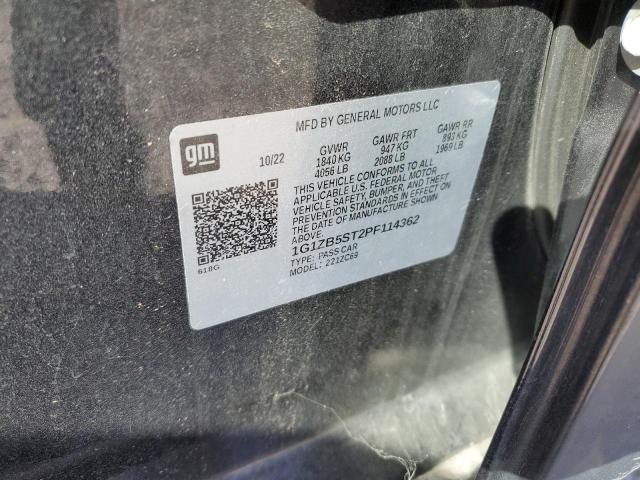 MFD BY GENERAL MOTORS LLC
gm
10/22
GVWR GAWR FRT GAWR RR
1840 KG 947 KG 893 KG
4056 LB 2088 LB 1969 LB
THIS VEHICLE CONFORMS TO ALL
APPLICABLE U.S. FEDERAL MOTOR
VEHICLE SAFETY, BUMPER, AND THEFT
PREVENTION STANDARDS IN EFFECT ON
THE DATE OF MANUFACTURE SHOWN
ABOVE.
1G1ZB5ST2PF114362
TYPE: PASS CAR
MODEL: 221ZC69
618G